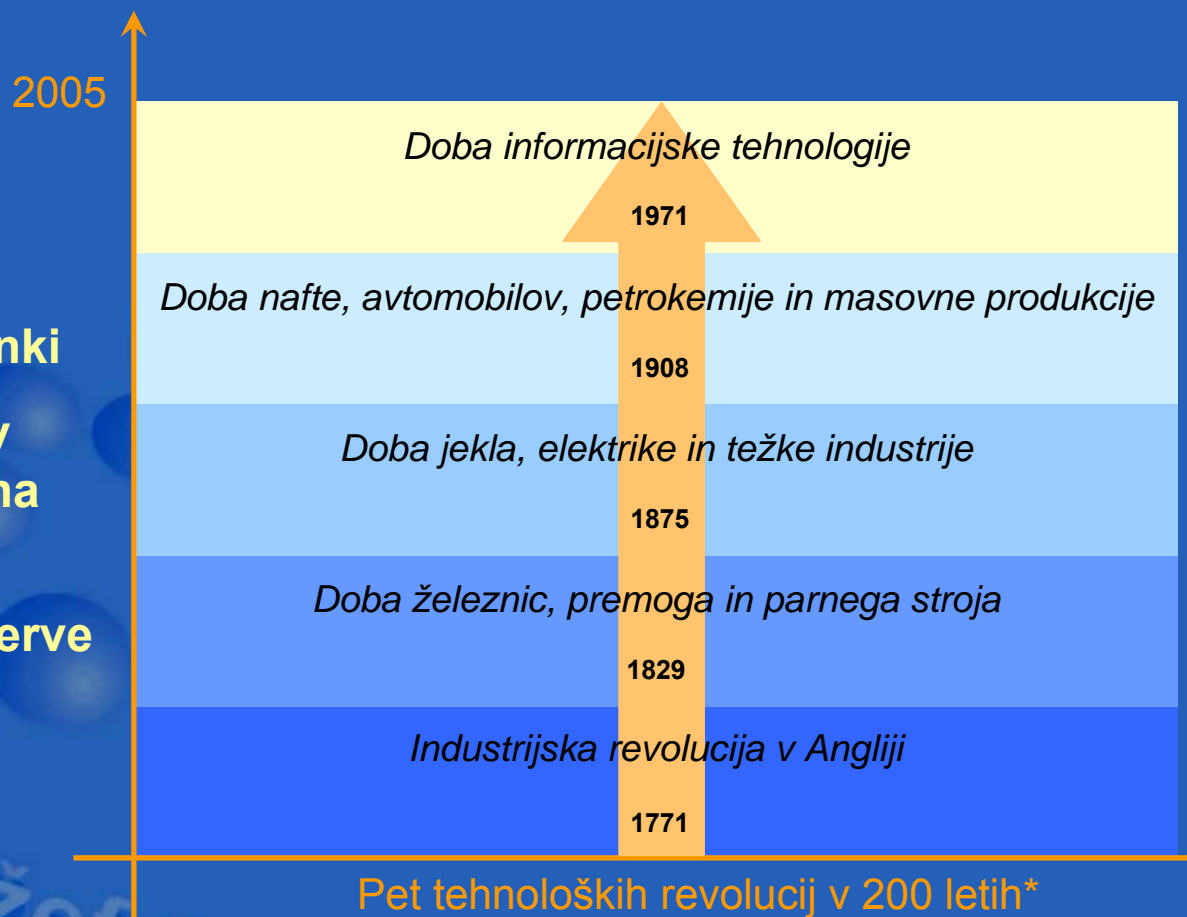 2005
Doba informacijske tehnologije
1971
Doba nafte, avtomobilov, petrokemije in masovne produkcije
1908
Doba jekla, elektrike in težke industrije
1875
Doba železnic, premoga in parnega stroja
1829
Industrijska revolucija v Angliji
1771
Pet tehnoloških revolucij v 200 letih*